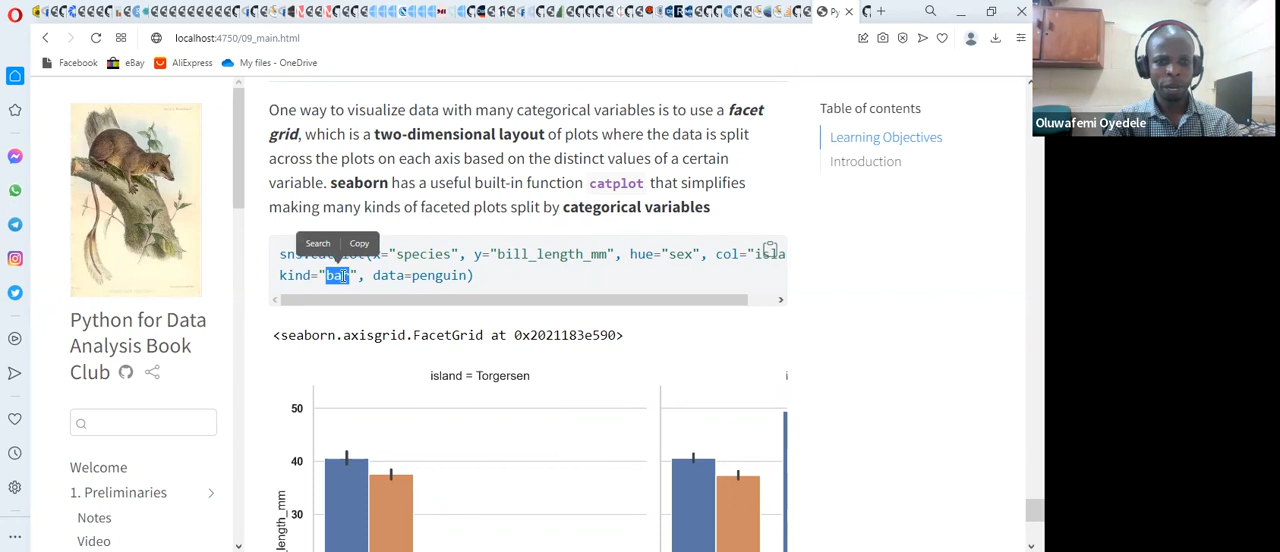 Py
localhost:4750/09_main.html
Facebook
eBay
AliExpress
My files - OneDrive
Oluwafemi Oyedele
One way to visualize data with many categorical variables is to use a facet
grid, which is a two-dimensional layout of plots where the data is split
across the plots on each axis based on the distinct values of a certain
variable. seaborn has a useful built-in function catplot that simplifies
making many kinds of faceted plots split by categorical variables
Search
Copy
(x="species", y="bill_length_mm", hue="sex", col="isla
kind="bar", data=penguin)
<seaborn.axisgrid.FacetGrid at 0x2021183e590>
island = Torgersen
i
50
40
30
_length_mm
Table of contents
Learning Objectives
Introduction
Python for Data
Analysis Book
Club
Welcome
1. Preliminaries
Notes
Video